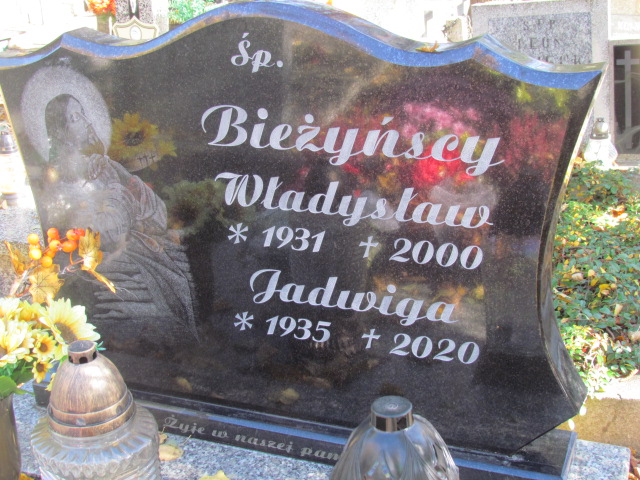 Śp.
Bieżyńscy
Władysław
* 1931 † 2000
Jadwiga
* 1935 † 2020
Żyje w naszej